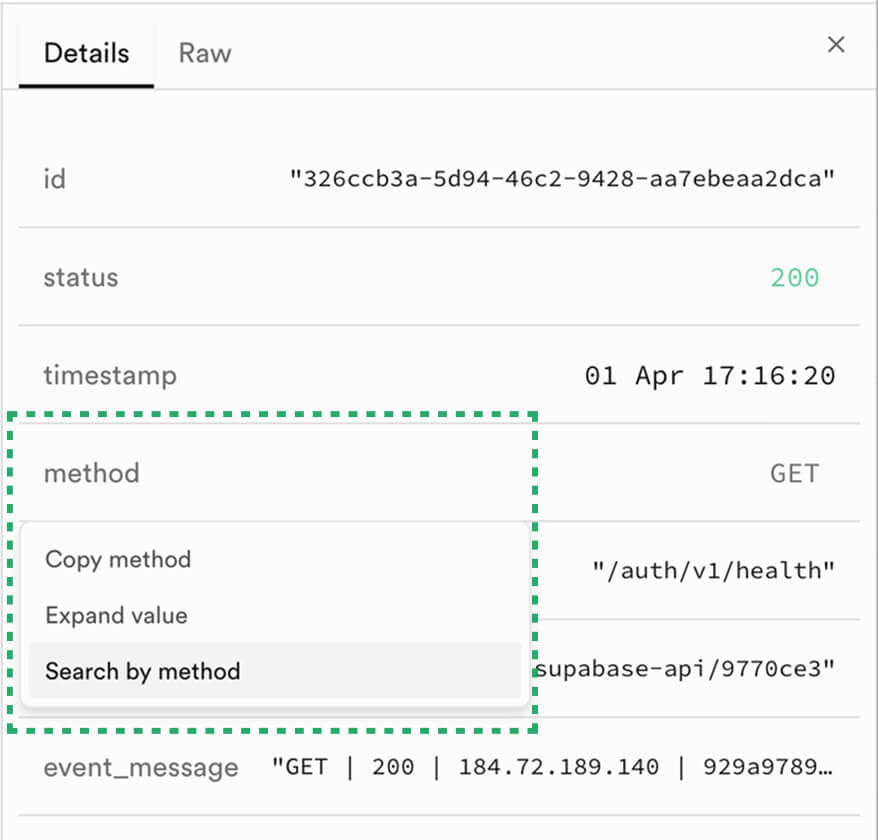 Details Raw
id "326ccb3a-5d94-46c2-9428-aa7ebeaa2dca"
status 200
timestamp 01 Apr 17:16:20
method GET
Copy method
"/auth/v1/health"
Expand value
Search by method
supabase-api/9770ce3"
event_message "GET | 200 | 184.72.189.140 | 929a9789…